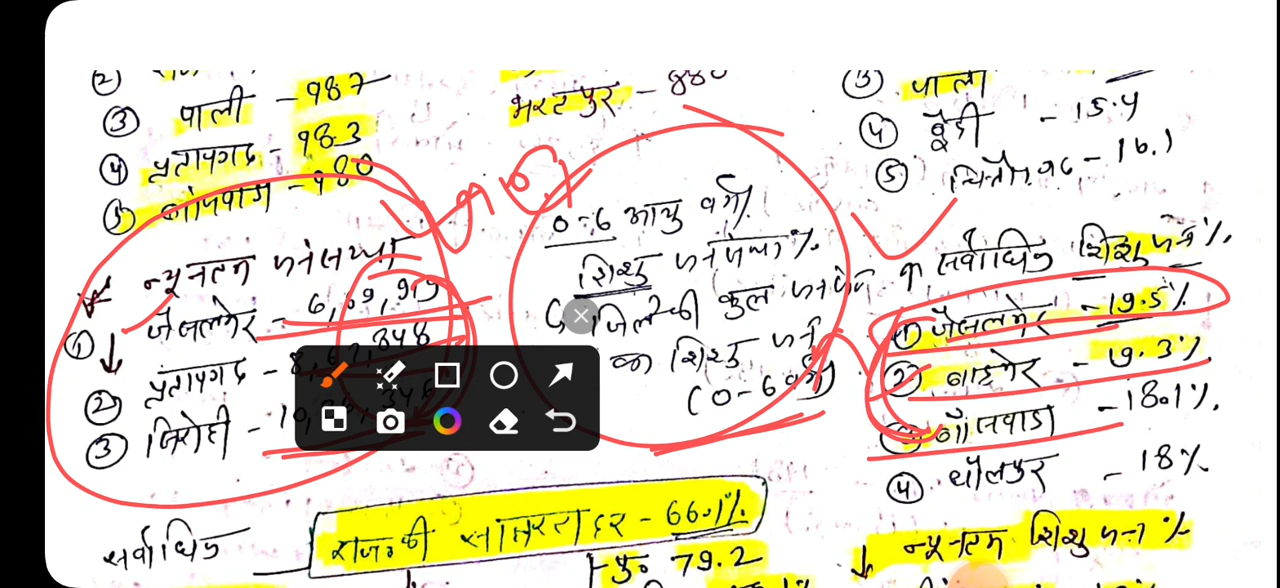 ③ पाली - 987
④ प्रतापगढ़ - 983
⑤ बांसवाडा - 980
न्यूनतम जनसंख्या
① जैसलमेर - 6,69,919
② प्रतापगढ़ - 8,67,848
③ सिरोही - 10,
सर्वाधिक
भरतपुर - 880
0-6 आयु वर्ग
शिशु जनसंख्या %
जिले की कुल
का शिशु जन
(0-6 वर्ग)
राज॰ की साक्षरता दर - 66.1%
पु॰ 79.2
③ पाली
④ बूँदी - 15.4
⑤ चित्तौड़गढ़ - 16.1
सर्वाधिक शिशु जन॰ %
① जैसलमेर - 19.5%
② बाड़मेर - 19.3%
③ बाँसवाडा - 18.1%
④ धौलपुर - 18%
↓ न्यूनतम शिशु जन %